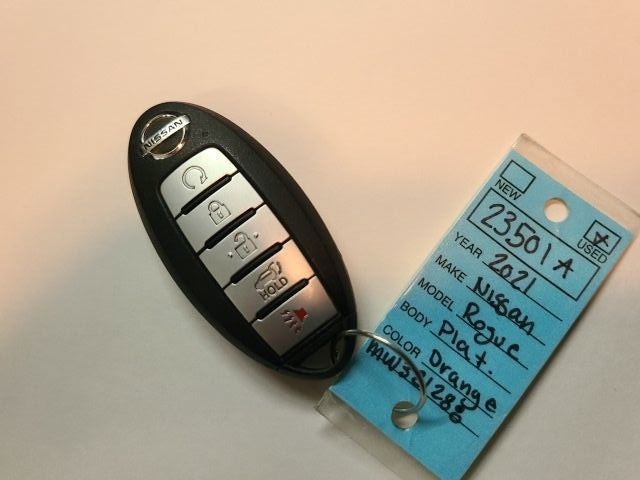 NISSAN
HOLD
NEW
USED
23501A
YEAR 2021
MAKE Nissan
MODEL Rogue
BODY Plat.
COLOR Orange